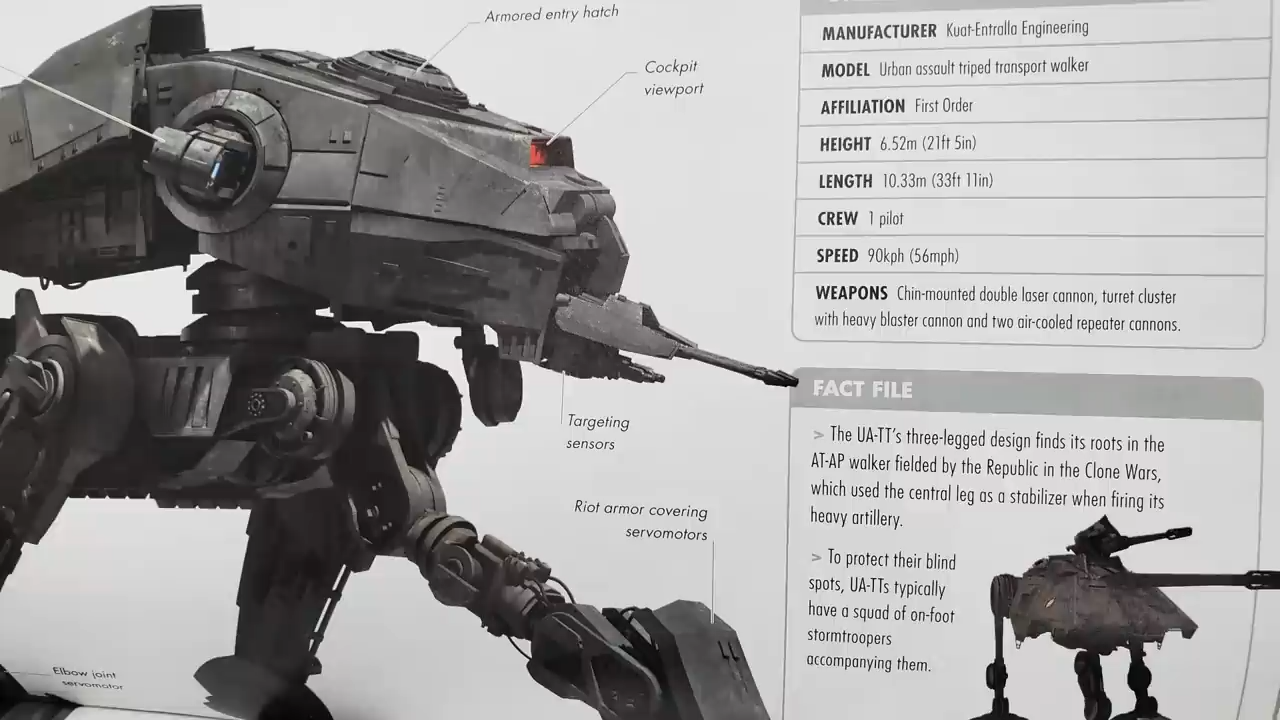 Armored entry hatch
Cockpit
viewport
Targeting
sensors
Riot armor covering
servomotors
Elbow joint
servomotor
MANUFACTURER Kuat-Entralla Engineering
MODEL Urban assault triped transport walker
AFFILIATION First Order
HEIGHT 6.52m (21ft 5in)
LENGTH 10.33m (33ft 11in)
CREW 1 pilot
SPEED 90kph (56mph)
WEAPONS Chin-mounted double laser cannon, turret cluster
with heavy blaster cannon and two air-cooled repeater cannons.
FACT FILE
> The UA-TT's three-legged design finds its roots in the
AT-AP walker fielded by the Republic in the Clone Wars,
which used the central leg as a stabilizer when firing its
heavy artillery.
> To protect their blind
spots, UA-TTs typically
have a squad of on-foot
stormtroopers
accompanying them.